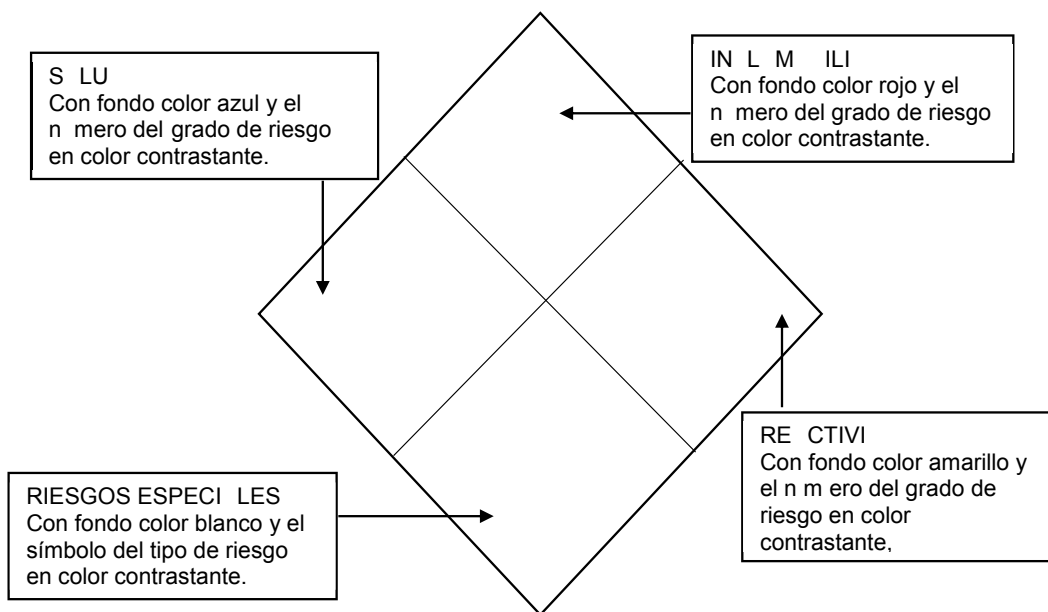 S LU
Con fondo color azul y el
n mero del grado de riesgo
en color contrastante.
IN L M ILI
Con fondo color rojo y el
n mero del grado de riesgo
en color contrastante.
RIESGOS ESPECI LES
Con fondo color blanco y el
símbolo del tipo de riesgo
en color contrastante.
RE CTIVI
Con fondo color amarillo y
el n m ero del grado de
riesgo en color
contrastante,